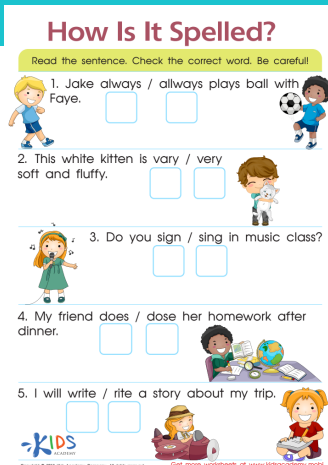 How Is It Spelled?
Read the sentence. Check the correct word. Be careful!
1. Jake always / allways plays ball with
Faye.
2. This white kitten is vary / very
soft and fluffy.
3. Do you sign / sing in music class?
4. My friend does / dose her homework after
dinner.
5. I will write / rite a story about my trip.
KIDS
ACADEMY
Get more worksheets at www.kidsacademy.mobi